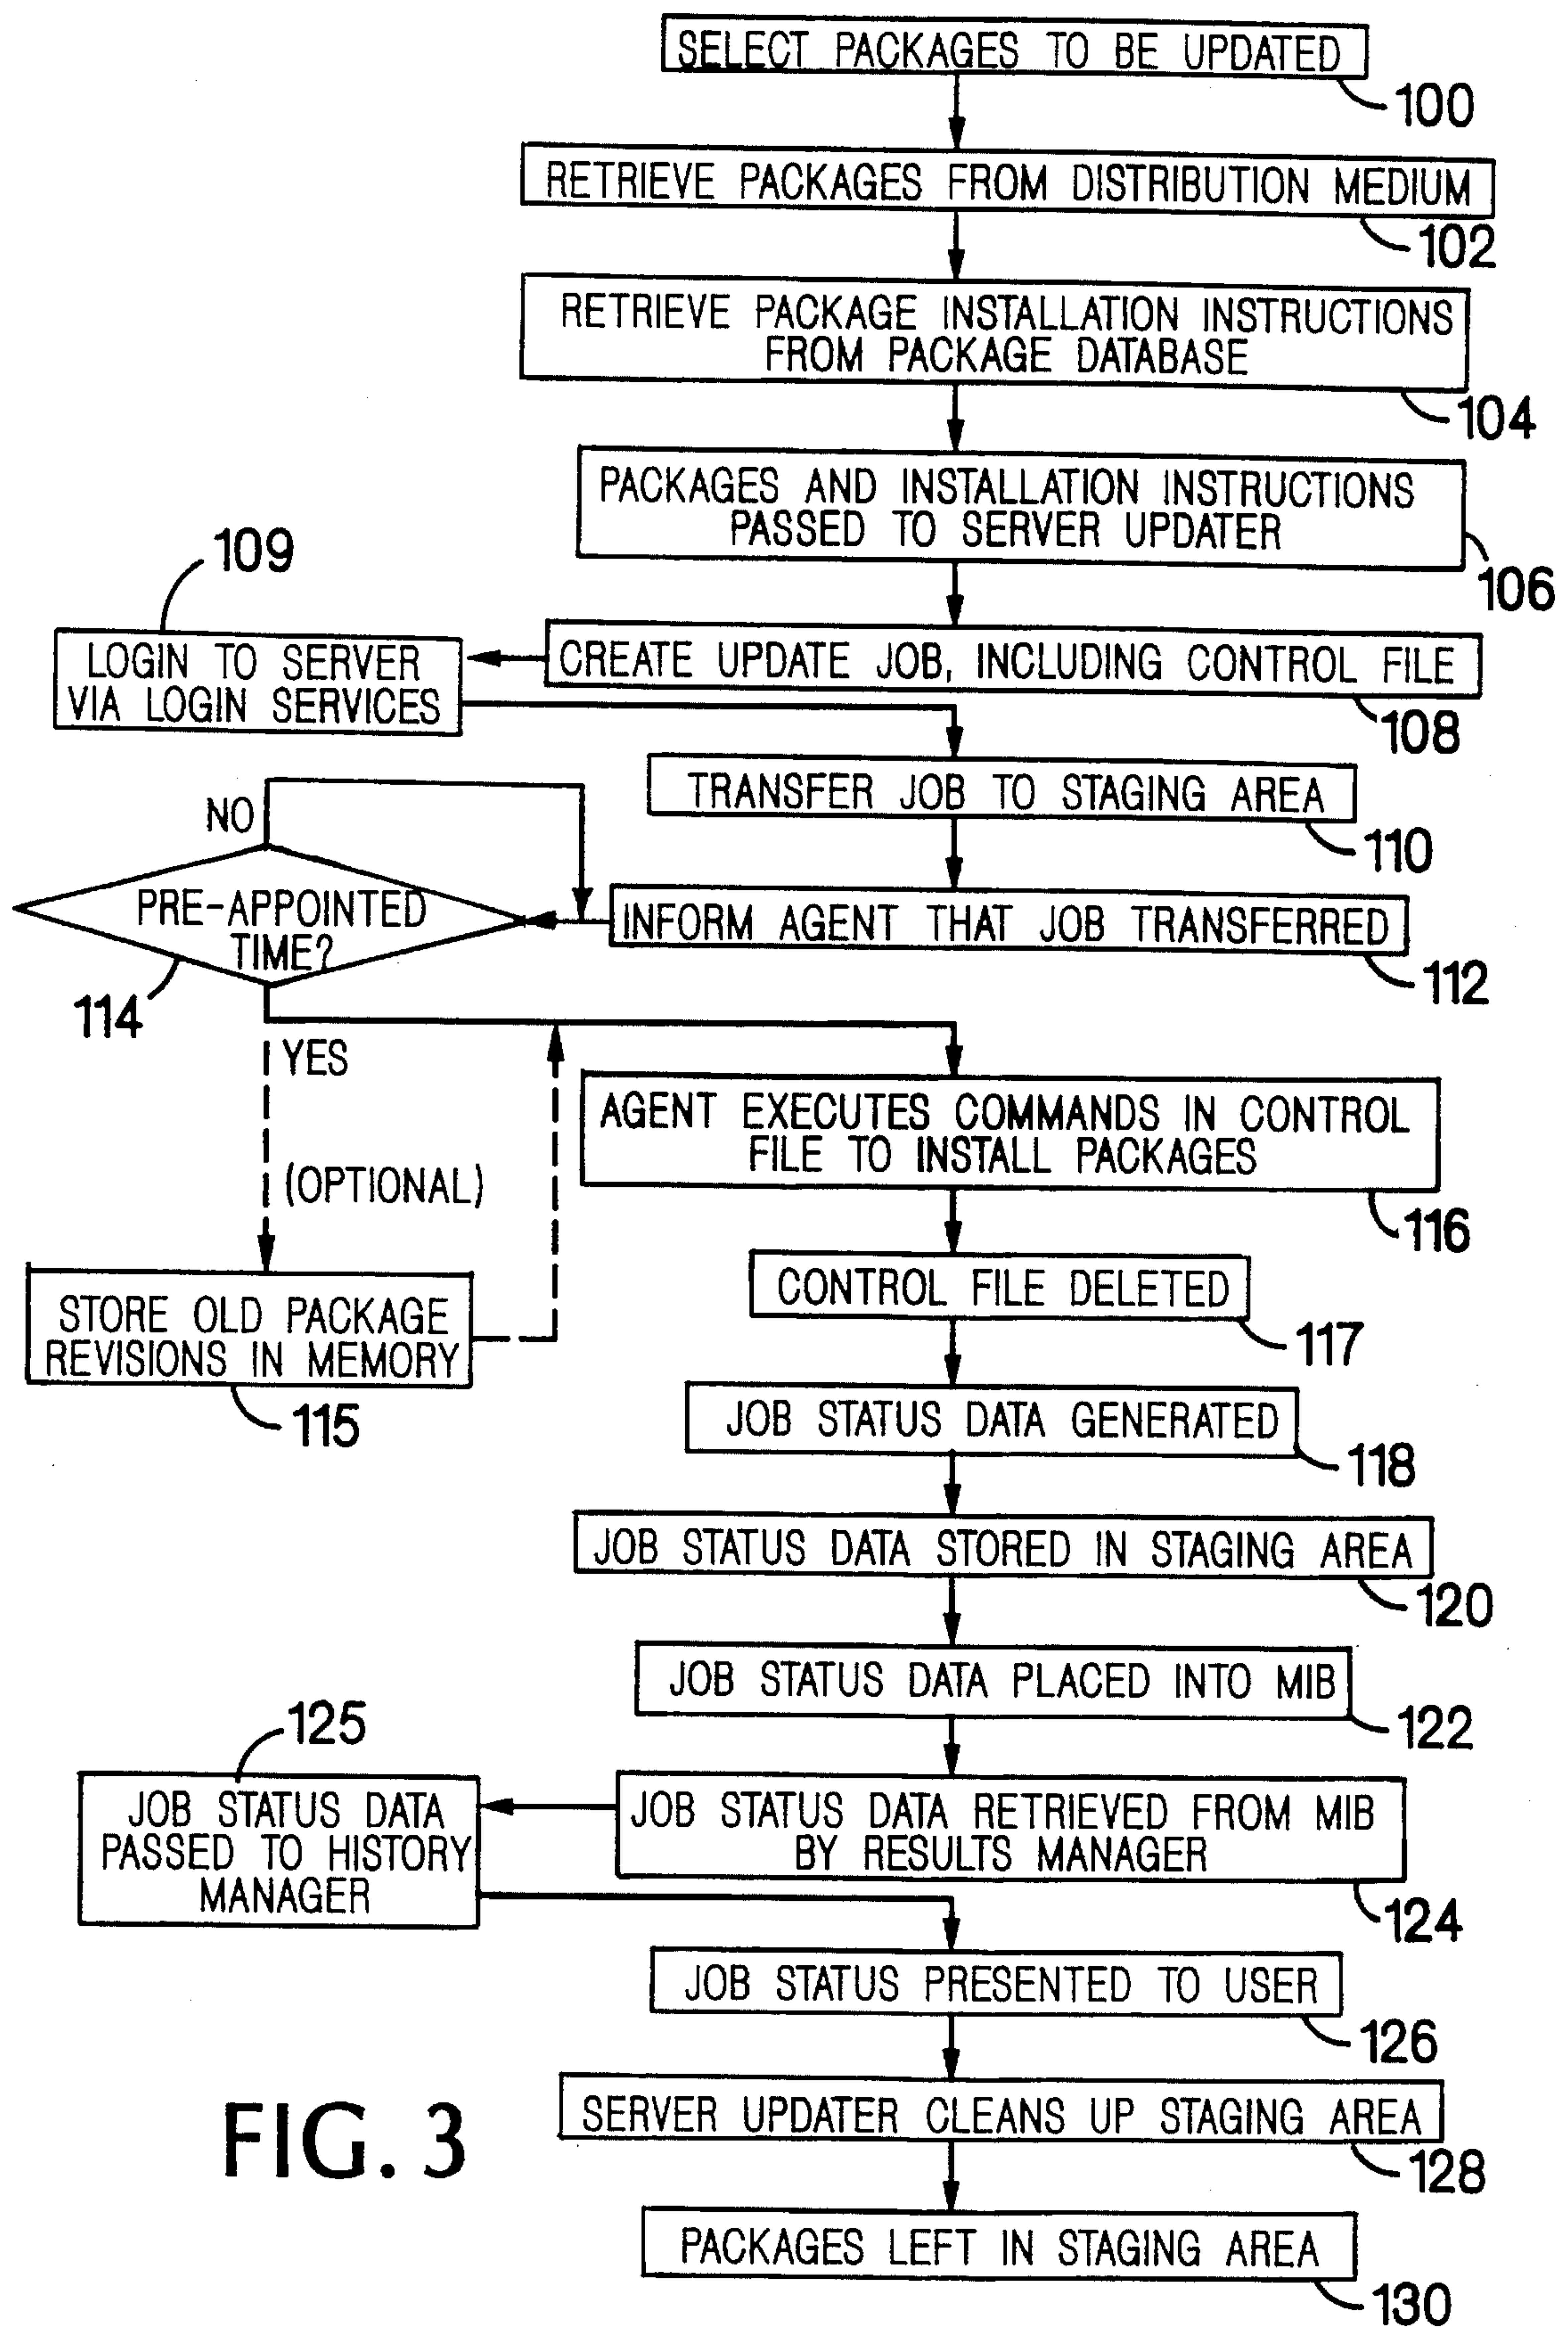 SELECT PACKAGES TO BE UPDATED
100
RETRIEVE PACKAGES FROM DISTRIBUTION MEDIUM
102
RETRIEVE PACKAGE INSTALLATION INSTRUCTIONS
FROM PACKAGE DATABASE
104
PACKAGES AND INSTALLATION INSTRUCTIONS
PASSED TO SERVER UPDATER
106
CREATE UPDATE JOB, INCLUDING CONTROL FILE
108
109
LOGIN TO SERVER
VIA LOGIN SERVICES
TRANSFER JOB TO STAGING AREA
110
INFORM AGENT THAT JOB TRANSFERRED
112
NO
PRE-APPOINTED
TIME?
114
YES
(OPTIONAL)
STORE OLD PACKAGE
REVISIONS IN MEMORY
115
AGENT EXECUTES COMMANDS IN CONTROL
FILE TO INSTALL PACKAGES
116
CONTROL FILE DELETED
117
JOB STATUS DATA GENERATED
118
JOB STATUS DATA STORED IN STAGING AREA
120
JOB STATUS DATA PLACED INTO MIB
122
JOB STATUS DATA RETRIEVED FROM MIB
BY RESULTS MANAGER
124
125
JOB STATUS DATA
PASSED TO HISTORY
MANAGER
JOB STATUS PRESENTED TO USER
126
SERVER UPDATER CLEANS UP STAGING AREA
128
PACKAGES LEFT IN STAGING AREA
130
FIG. 3